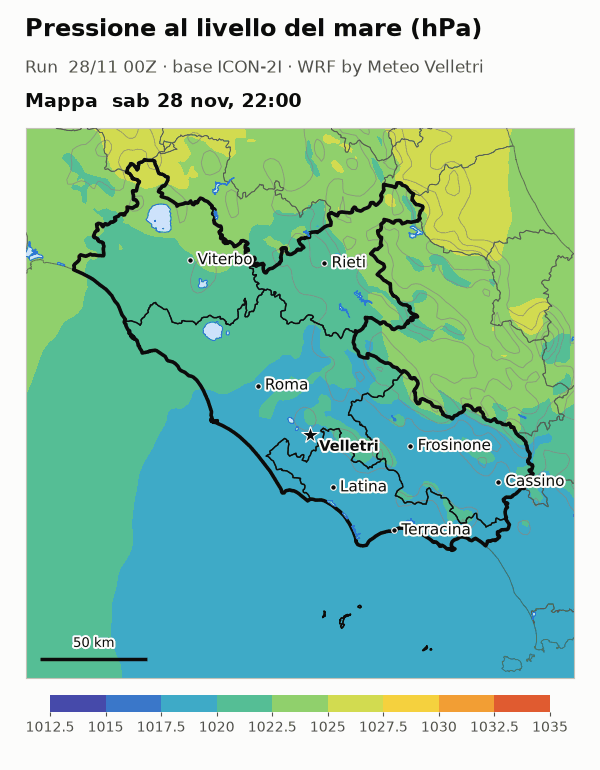 Pressione al livello del mare (hPa)
Run  28/11 00Z · base ICON-2I · WRF by Meteo Velletri
Mappa  sab 28 nov, 22:00
Viterbo
Rieti
Roma
Velletri
Frosinone
Cassino
Latina
Terracina
50 km
1012.5 1015 1017.5 1020 1022.5 1025 1027.5 1030 1032.5 1035